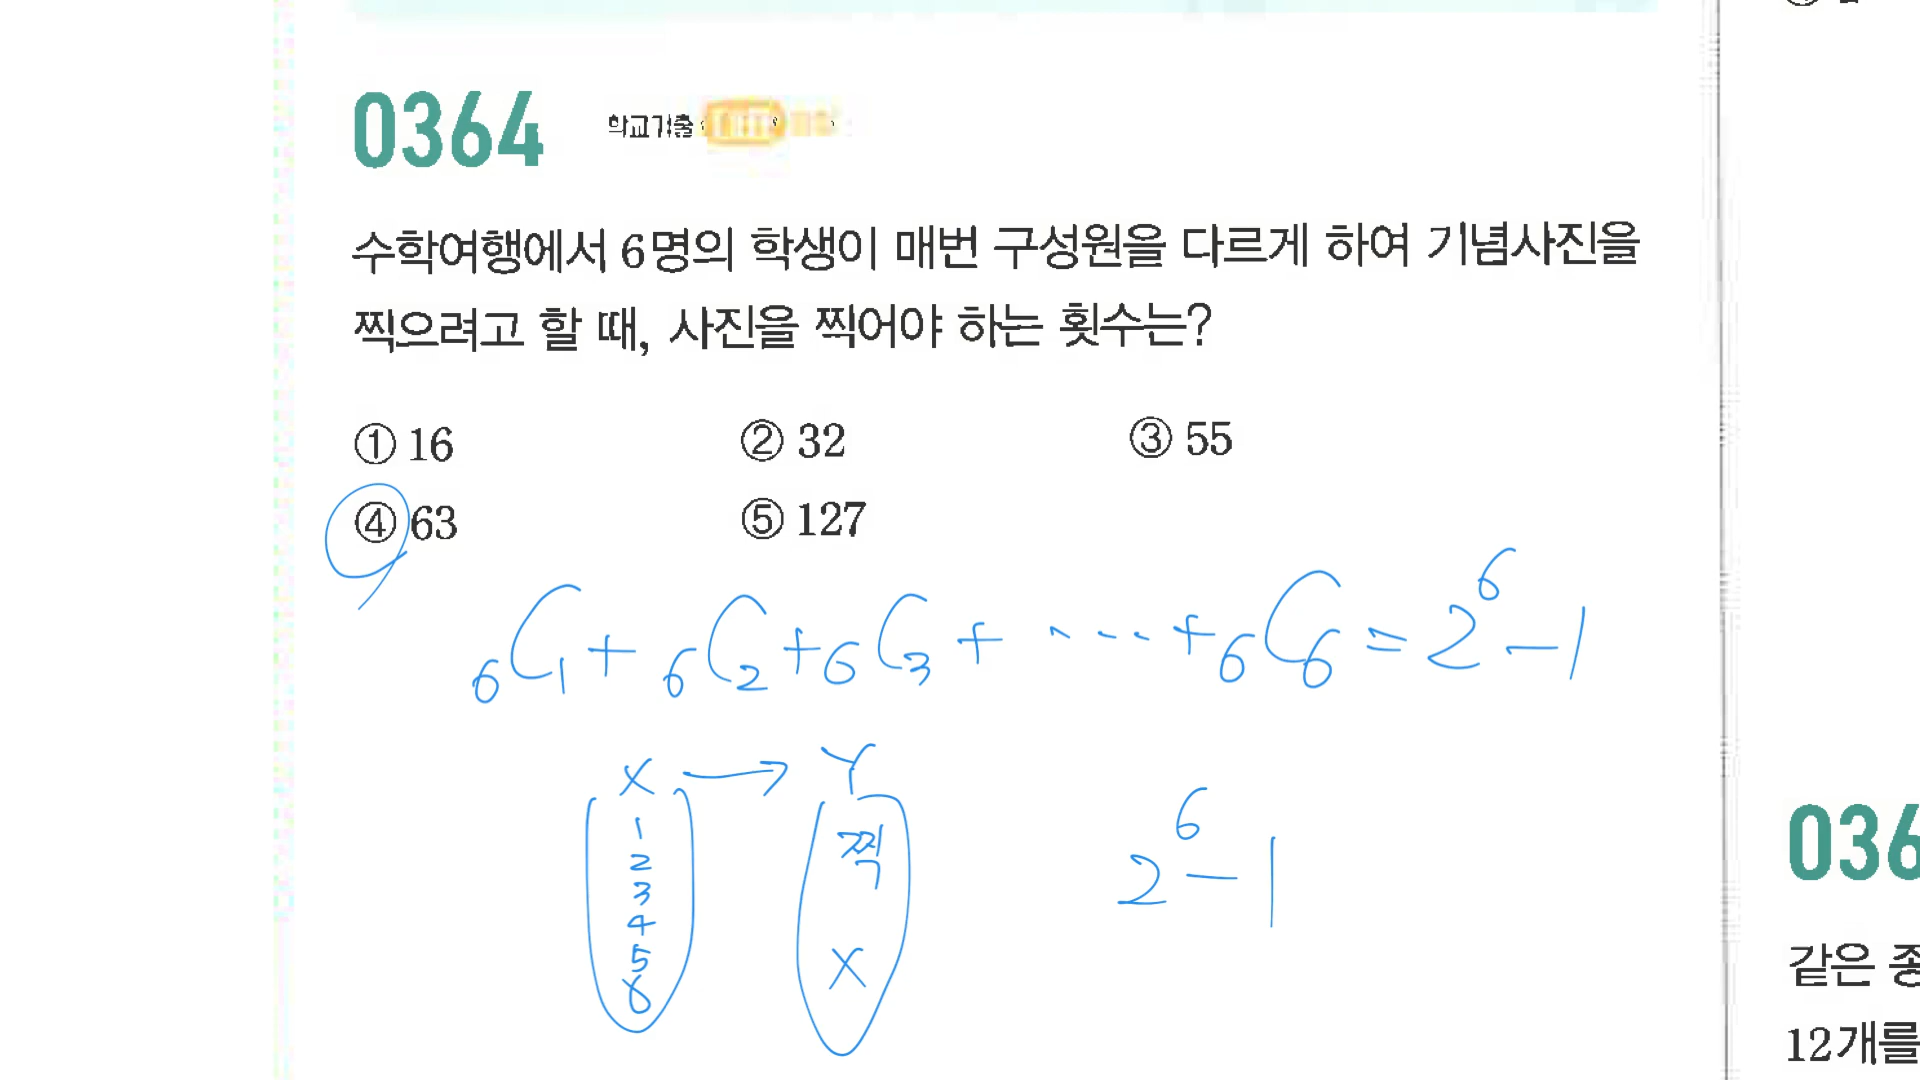 0364
학교기출
수학여행에서 6명의 학생이 매번 구성원을 다르게 하여 기념사진을
찍으려고 할 때, 사진을 찍어야 하는 횟수는?
① 16 ② 32 ③ 55
④ 63 ⑤ 127
₆C₁ + ₆C₂ + ₆C₃ + ⋯ + ₆C₆ = 2⁶ − 1
X → Y
1
2
3
4
5
6
찍
X
2⁶ − 1
036
같은 종
12개를